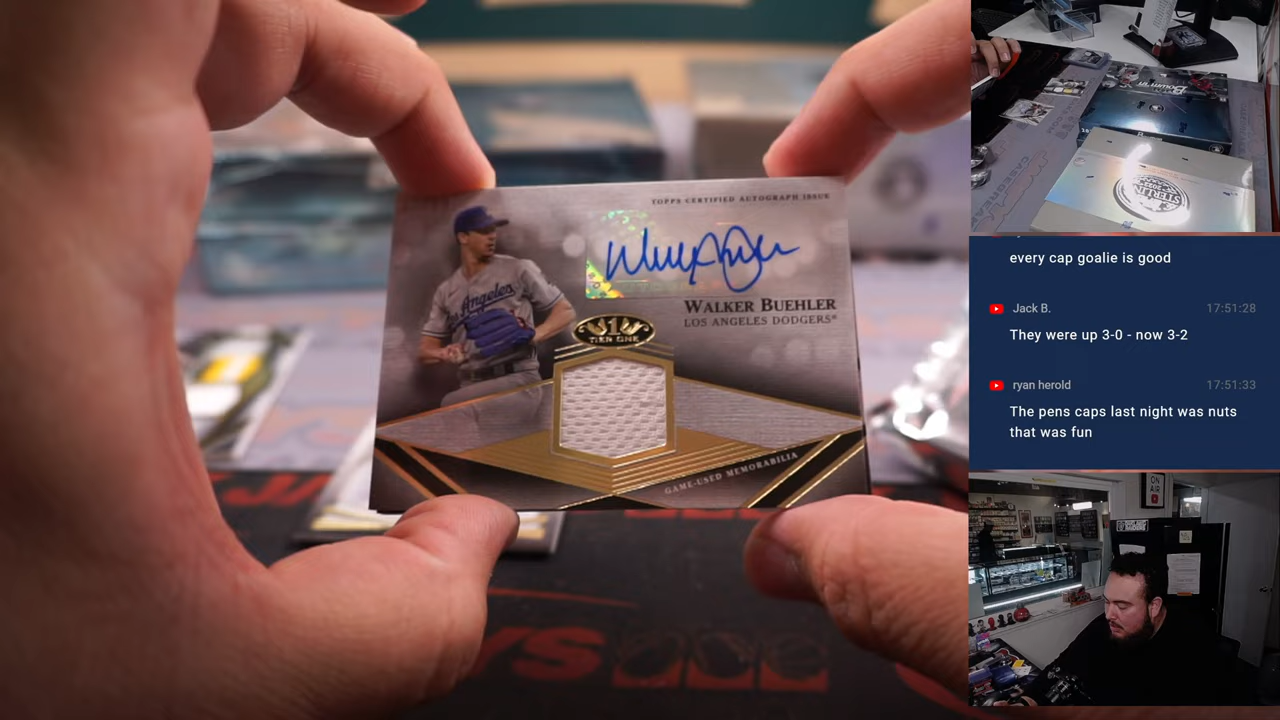 TOPPS CERTIFIED AUTOGRAPH ISSUE
Angeles
WALKER BUEHLER
LOS ANGELES DODGERS®
1
TIER ONE
GAME-USED MEMORABILIA
YS
every cap goalie is good
Jack B. 17:51:28
They were up 3-0 - now 3-2
ryan herold 17:51:33
The pens caps last night was nuts
that was fun
ON
AIR